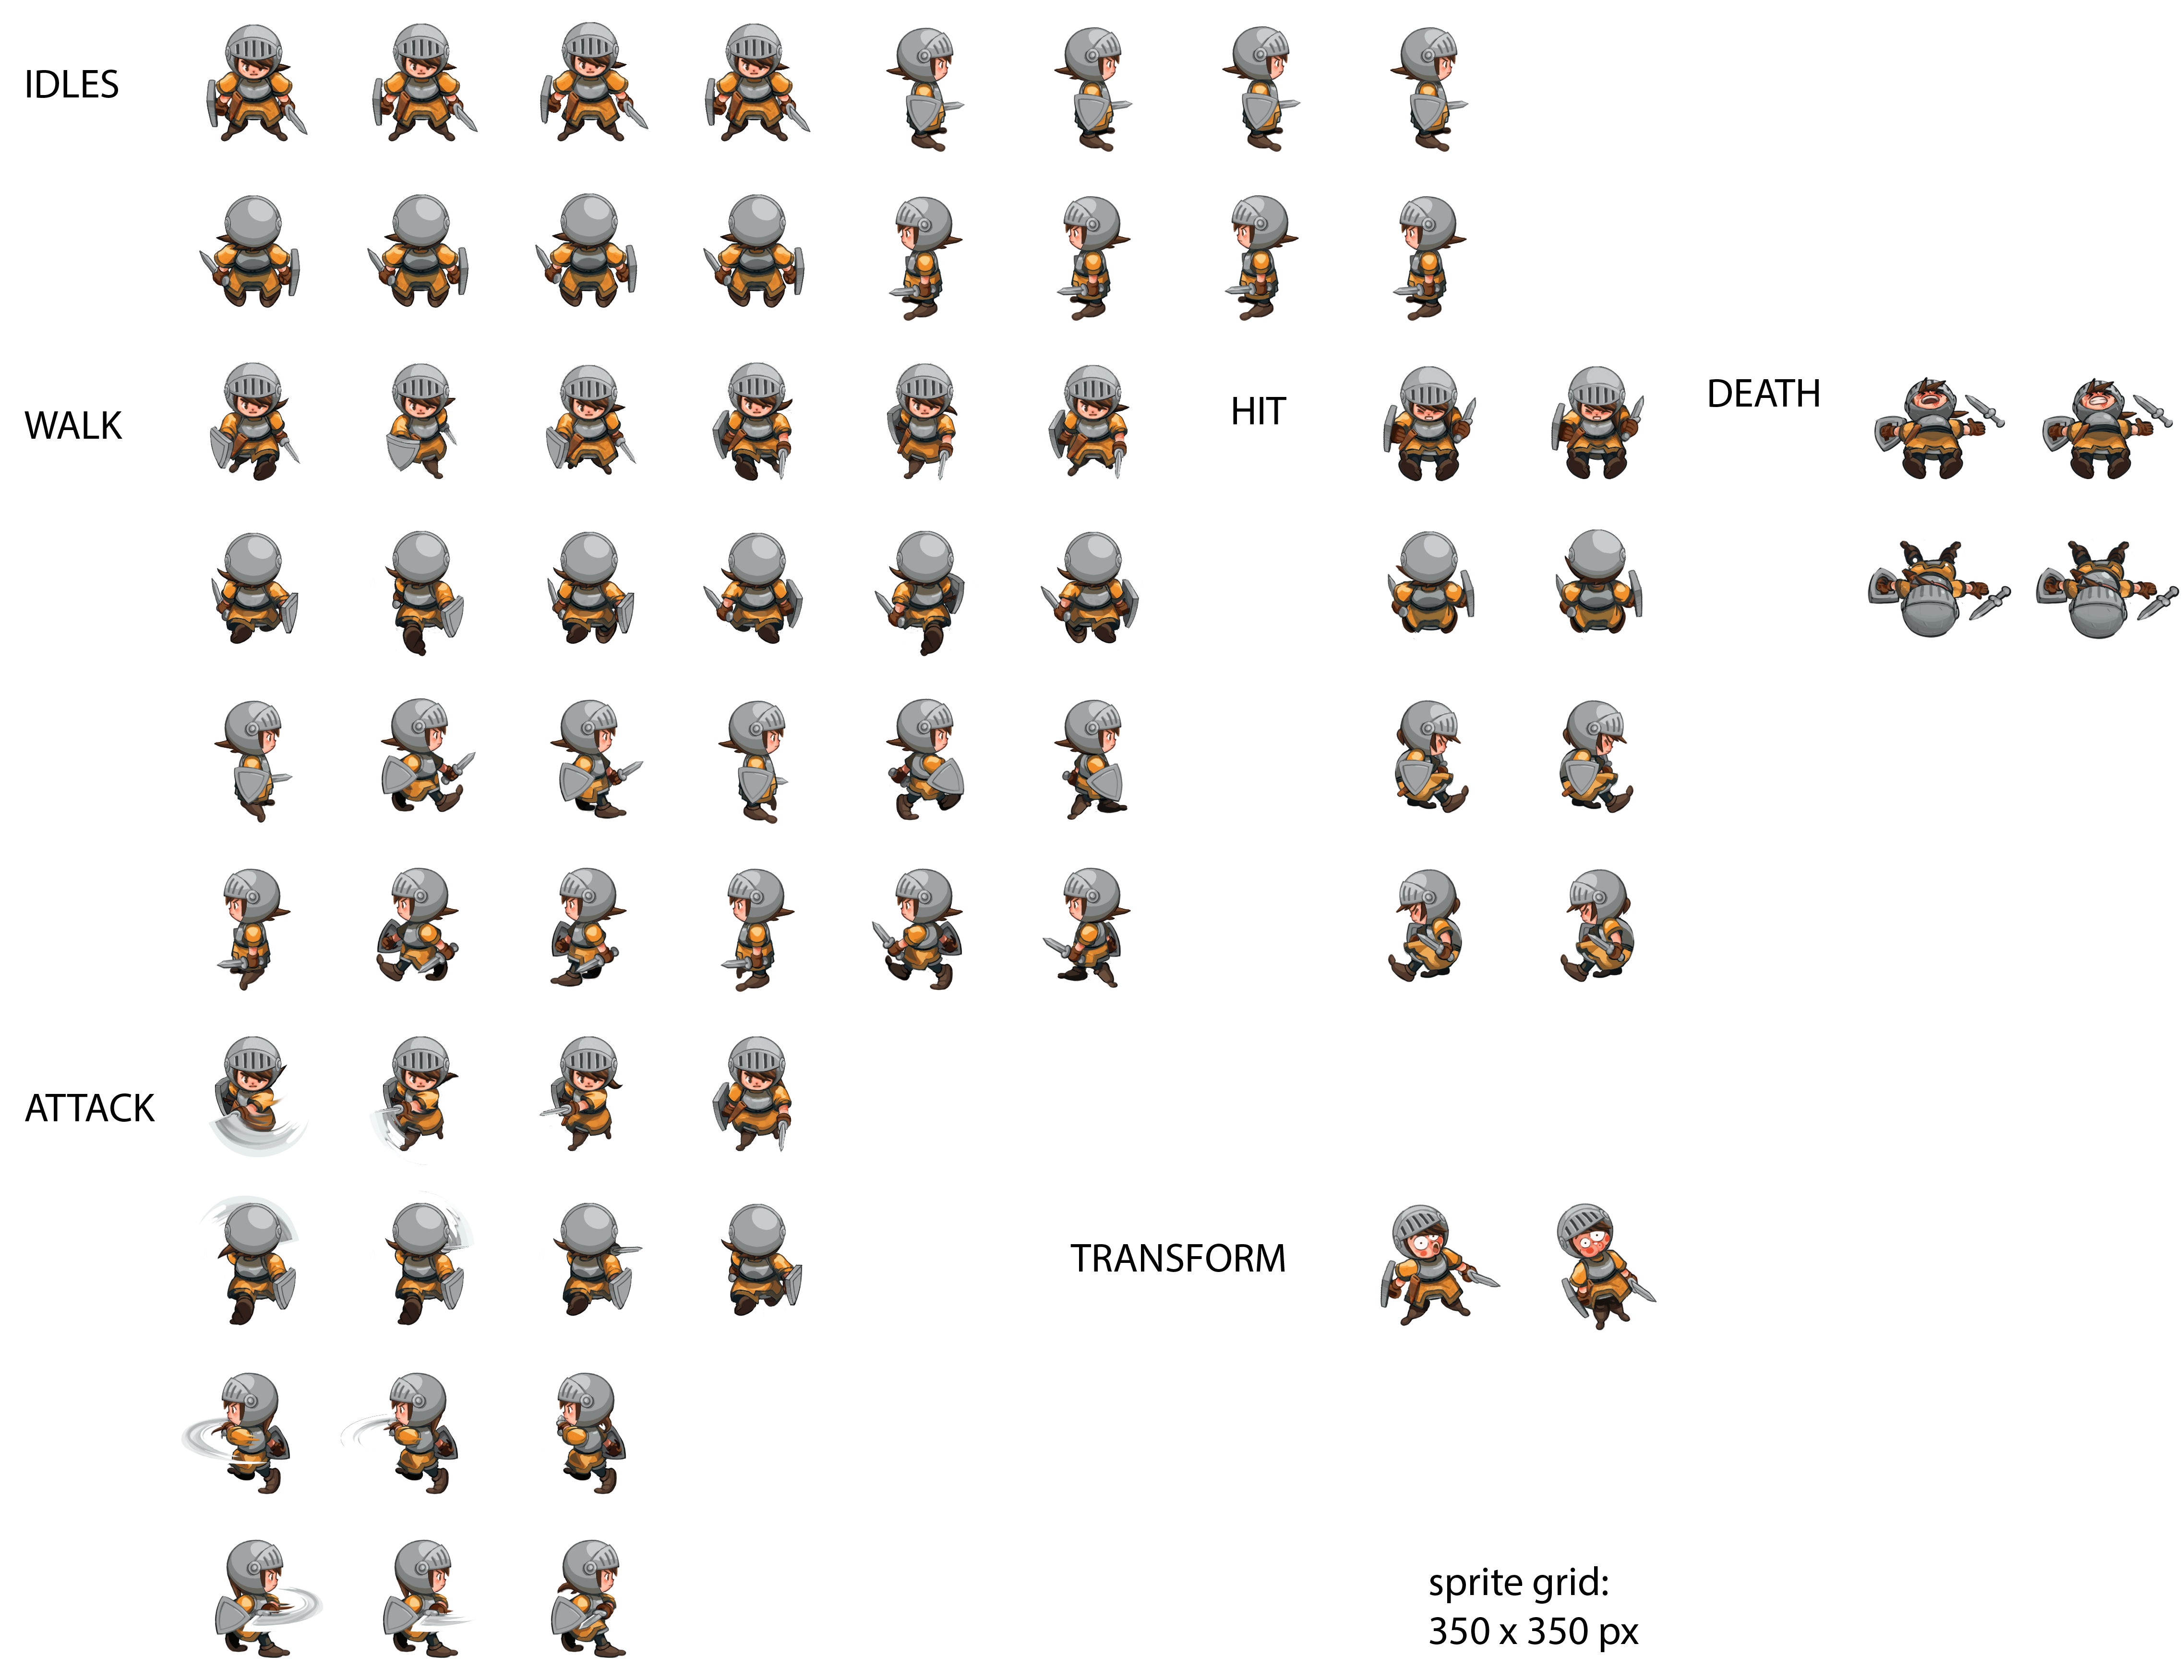 IDLES
WALK
HIT
DEATH
ATTACK
TRANSFORM
sprite grid:
350 x 350 px